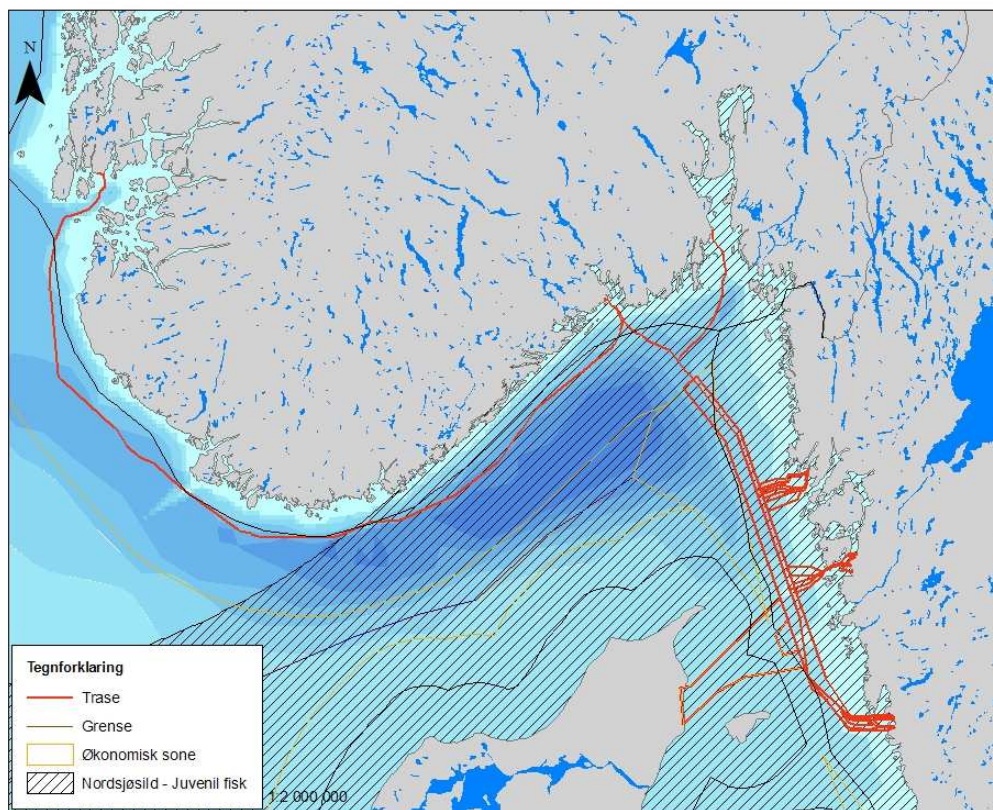 N
Tegnforklaring
Trase
Grense
Økonomisk sone
Nordsjøsild - Juvenil fisk
1:2 000 000